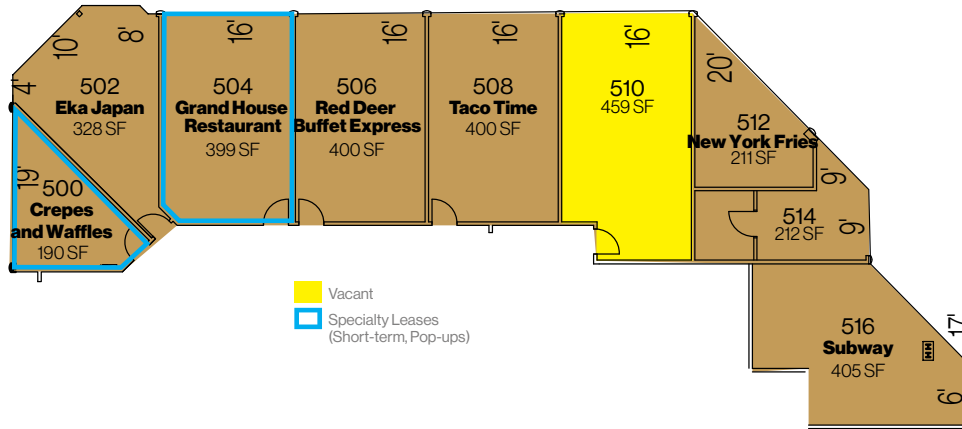 4'
10'
8'
502
Eka Japan
328 SF
19'
500
Crepes
and Waffles
190 SF
16'
504
Grand House
Restaurant
399 SF
16'
506
Red Deer
Buffet Express
400 SF
16'
508
Taco Time
400 SF
16'
510
459 SF
20'
512
New York Fries
211 SF
9'
514
212 SF
9'
516
Subway
405 SF
17'
6'
Vacant
Specialty Leases
(Short-term, Pop-ups)